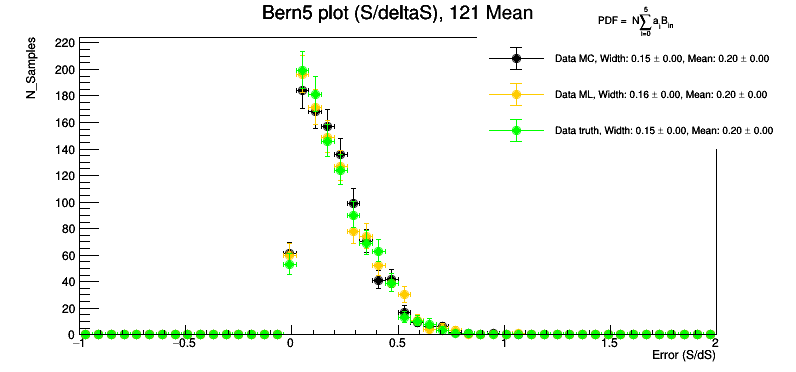 Bern5 plot (S/deltaS), 121 Mean
PDF = N∑ a_i B_in
5
i=0
Data MC, Width: 0.15 ± 0.00, Mean: 0.20 ± 0.00
Data ML, Width: 0.16 ± 0.00, Mean: 0.20 ± 0.00
Data truth, Width: 0.15 ± 0.00, Mean: 0.20 ± 0.00
N_Samples
220
200
180
160
140
120
100
80
60
40
20
0
−1 −0.5 0 0.5 1 1.5 2
Error (S/dS)